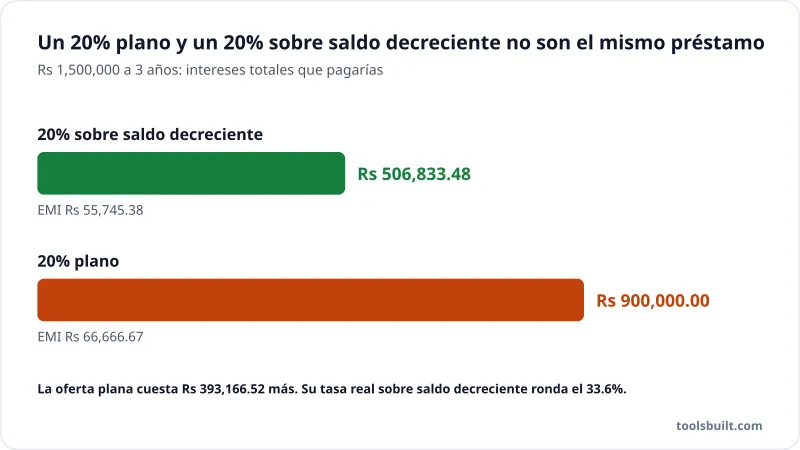 Un 20% plano y un 20% sobre saldo decreciente no son el mismo préstamo
Rs 1,500,000 a 3 años: intereses totales que pagarías
20% sobre saldo decreciente
Rs 506,833.48
EMI Rs 55,745.38
20% plano
Rs 900,000.00
EMI Rs 66,666.67
La oferta plana cuesta Rs 393,166.52 más. Su tasa real sobre saldo decreciente ronda el 33.6%.
toolsbuilt.com